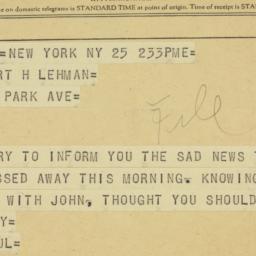 me on domestic telegrams is STANDARD TIME at point of origin. Time of receipt is STAN
=NEW YORK NY 25 233PME=
RT H LEHMAN=
PARK AVE=
File
RY TO INFORM YOU THE SAD NEWS T
SSED AWAY THIS MORNING. KNOWING
WITH JOHN, THOUGHT YOU SHOULD
Y=
UL=